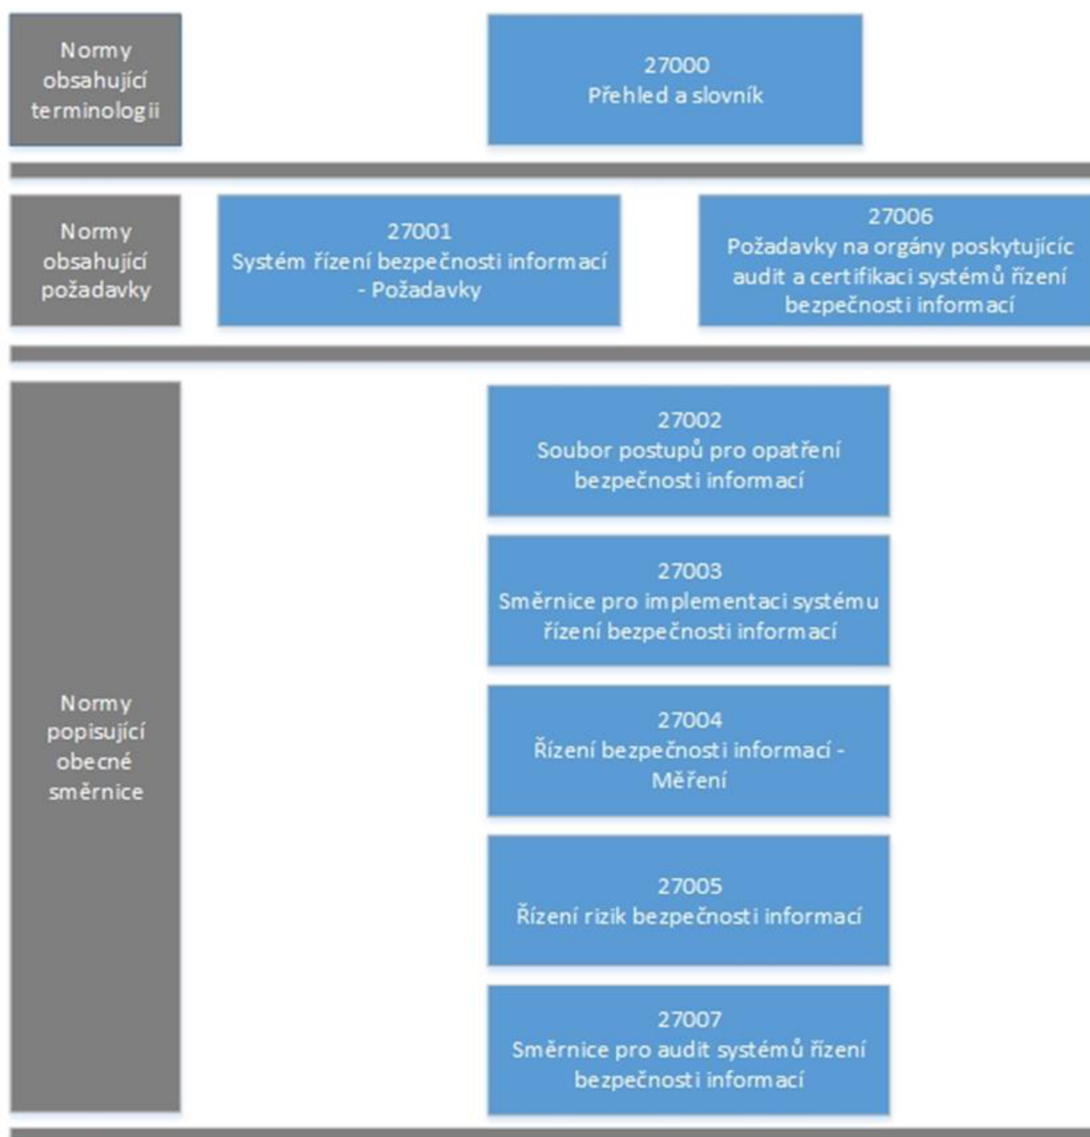 Normy
obsahující
terminologii
27000
Přehled a slovník
Normy
obsahující
požadavky
27001
Systém řízení bezpečnosti informací
- Požadavky
27006
Požadavky na orgány poskytujícíc
audit a certifikaci systémů řízení
bezpečnosti informací
Normy
popisující
obecné
směrnice
27002
Soubor postupů pro opatření
bezpečnosti informací
27003
Směrnice pro implementaci systému
řízení bezpečnosti informací
27004
Řízení bezpečnosti informací -
Měření
27005
Řízení rizik bezpečnosti informací
27007
Směrnice pro audit systémů řízení
bezpečnosti informací